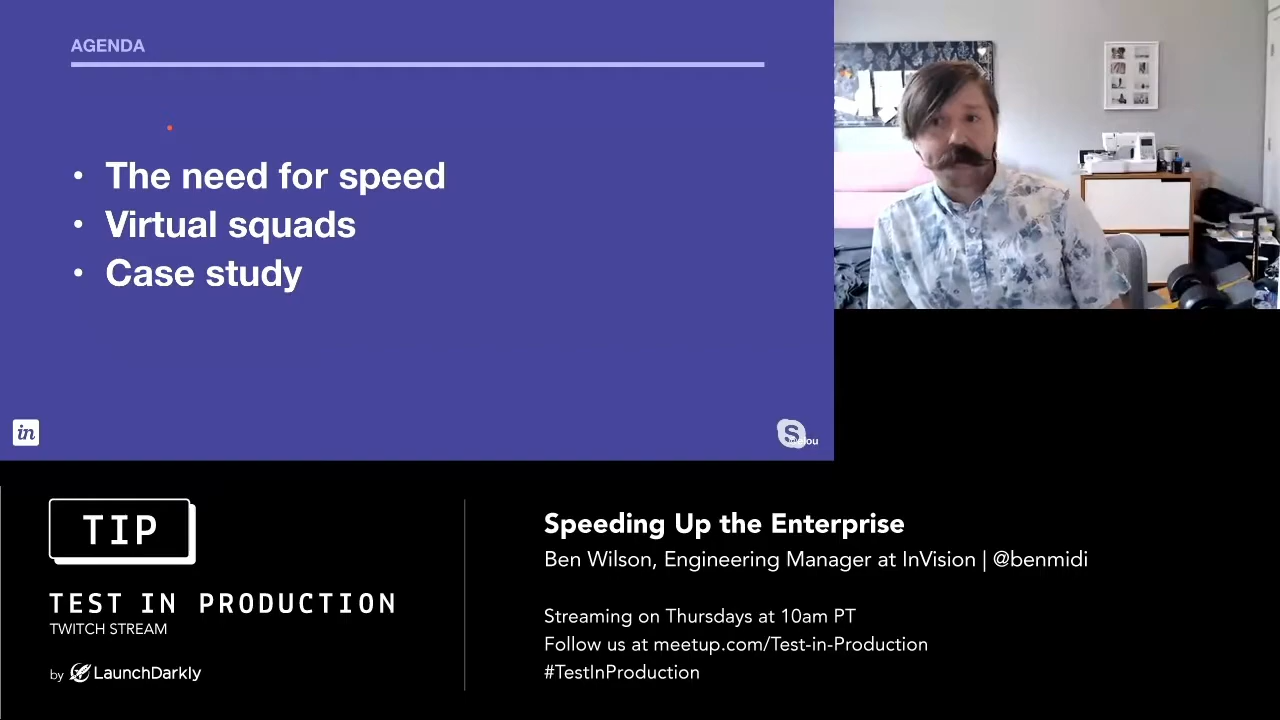 AGENDA
• The need for speed
• Virtual squads
• Case study
in
S
TIP
TEST IN PRODUCTION
TWITCH STREAM
by LaunchDarkly
Speeding Up the Enterprise
Ben Wilson, Engineering Manager at InVision | @benmidi
Streaming on Thursdays at 10am PT
Follow us at meetup.com/Test-in-Production
#TestInProduction